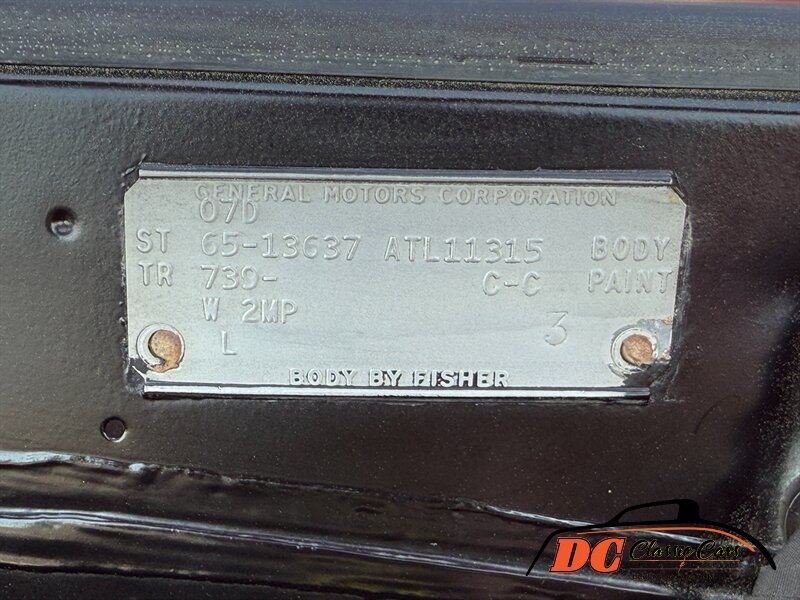 GENERAL MOTORS CORPORATION
07D
ST 65-13637 ATL11315 BODY
TR 739- C-C PAINT
W 2MP 3
L
BODY BY FISHER
DC Classic Cars